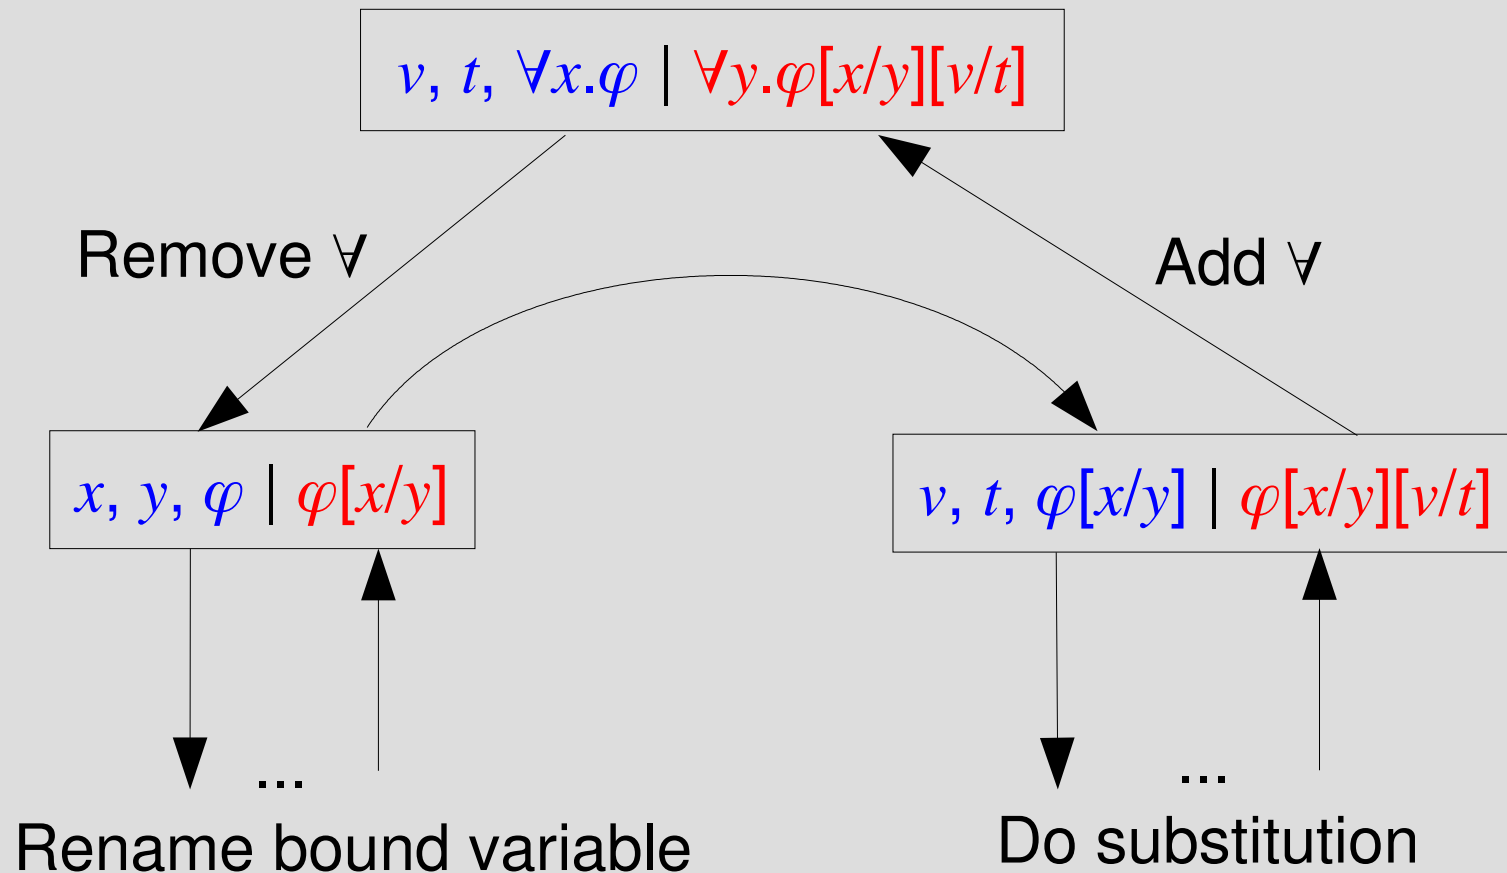 v, t, ∀x.φ | ∀y.φ[x/y][v/t]
Remove ∀
Add ∀
x, y, φ | φ[x/y]
v, t, φ[x/y] | φ[x/y][v/t]
...
...
Rename bound variable
Do substitution